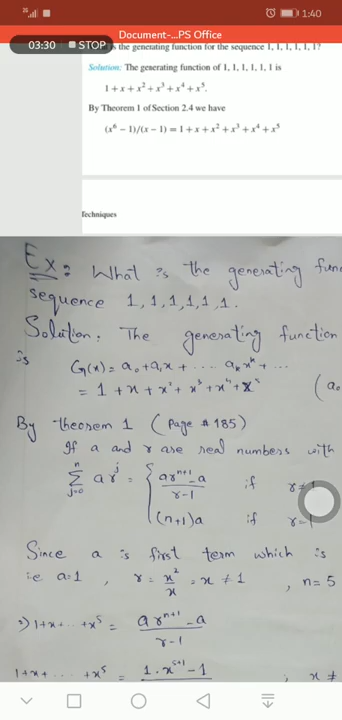 1:40
Document-...PS Office
03:30 STOP is the generating function for the sequence 1, 1, 1, 1, 1, 1?
Solution: The generating function of 1, 1, 1, 1, 1, 1 is
1 + x + x² + x³ + x⁴ + x⁵.
By Theorem 1 of Section 2.4 we have
(x⁶ − 1)/(x − 1) = 1 + x + x² + x³ + x⁴ + x⁵
Techniques
Ex: What is the generating func
sequence 1, 1, 1, 1, 1, 1.
Solution: The generating function
is
G(x) = a₀ + a₁x + ... aₖxᵏ + ...
= 1 + x + x² + x³ + x⁴ + x⁵ (a₀
By theorem 1 (Page # 185)
If a and r are real numbers with
n
∑ arʲ = { arⁿ⁺¹ - a / r - 1 if r ≠ 1
j=0
(n+1)a if r = 1
Since a is first term which is
ie a=1, r = x²/x = x ≠ 1, n = 5
⇒) 1+x+...+x⁵ = arⁿ⁺¹ - a / r - 1
1+x+...+x⁵ = 1·x⁵⁺¹ - 1 ; x ≠